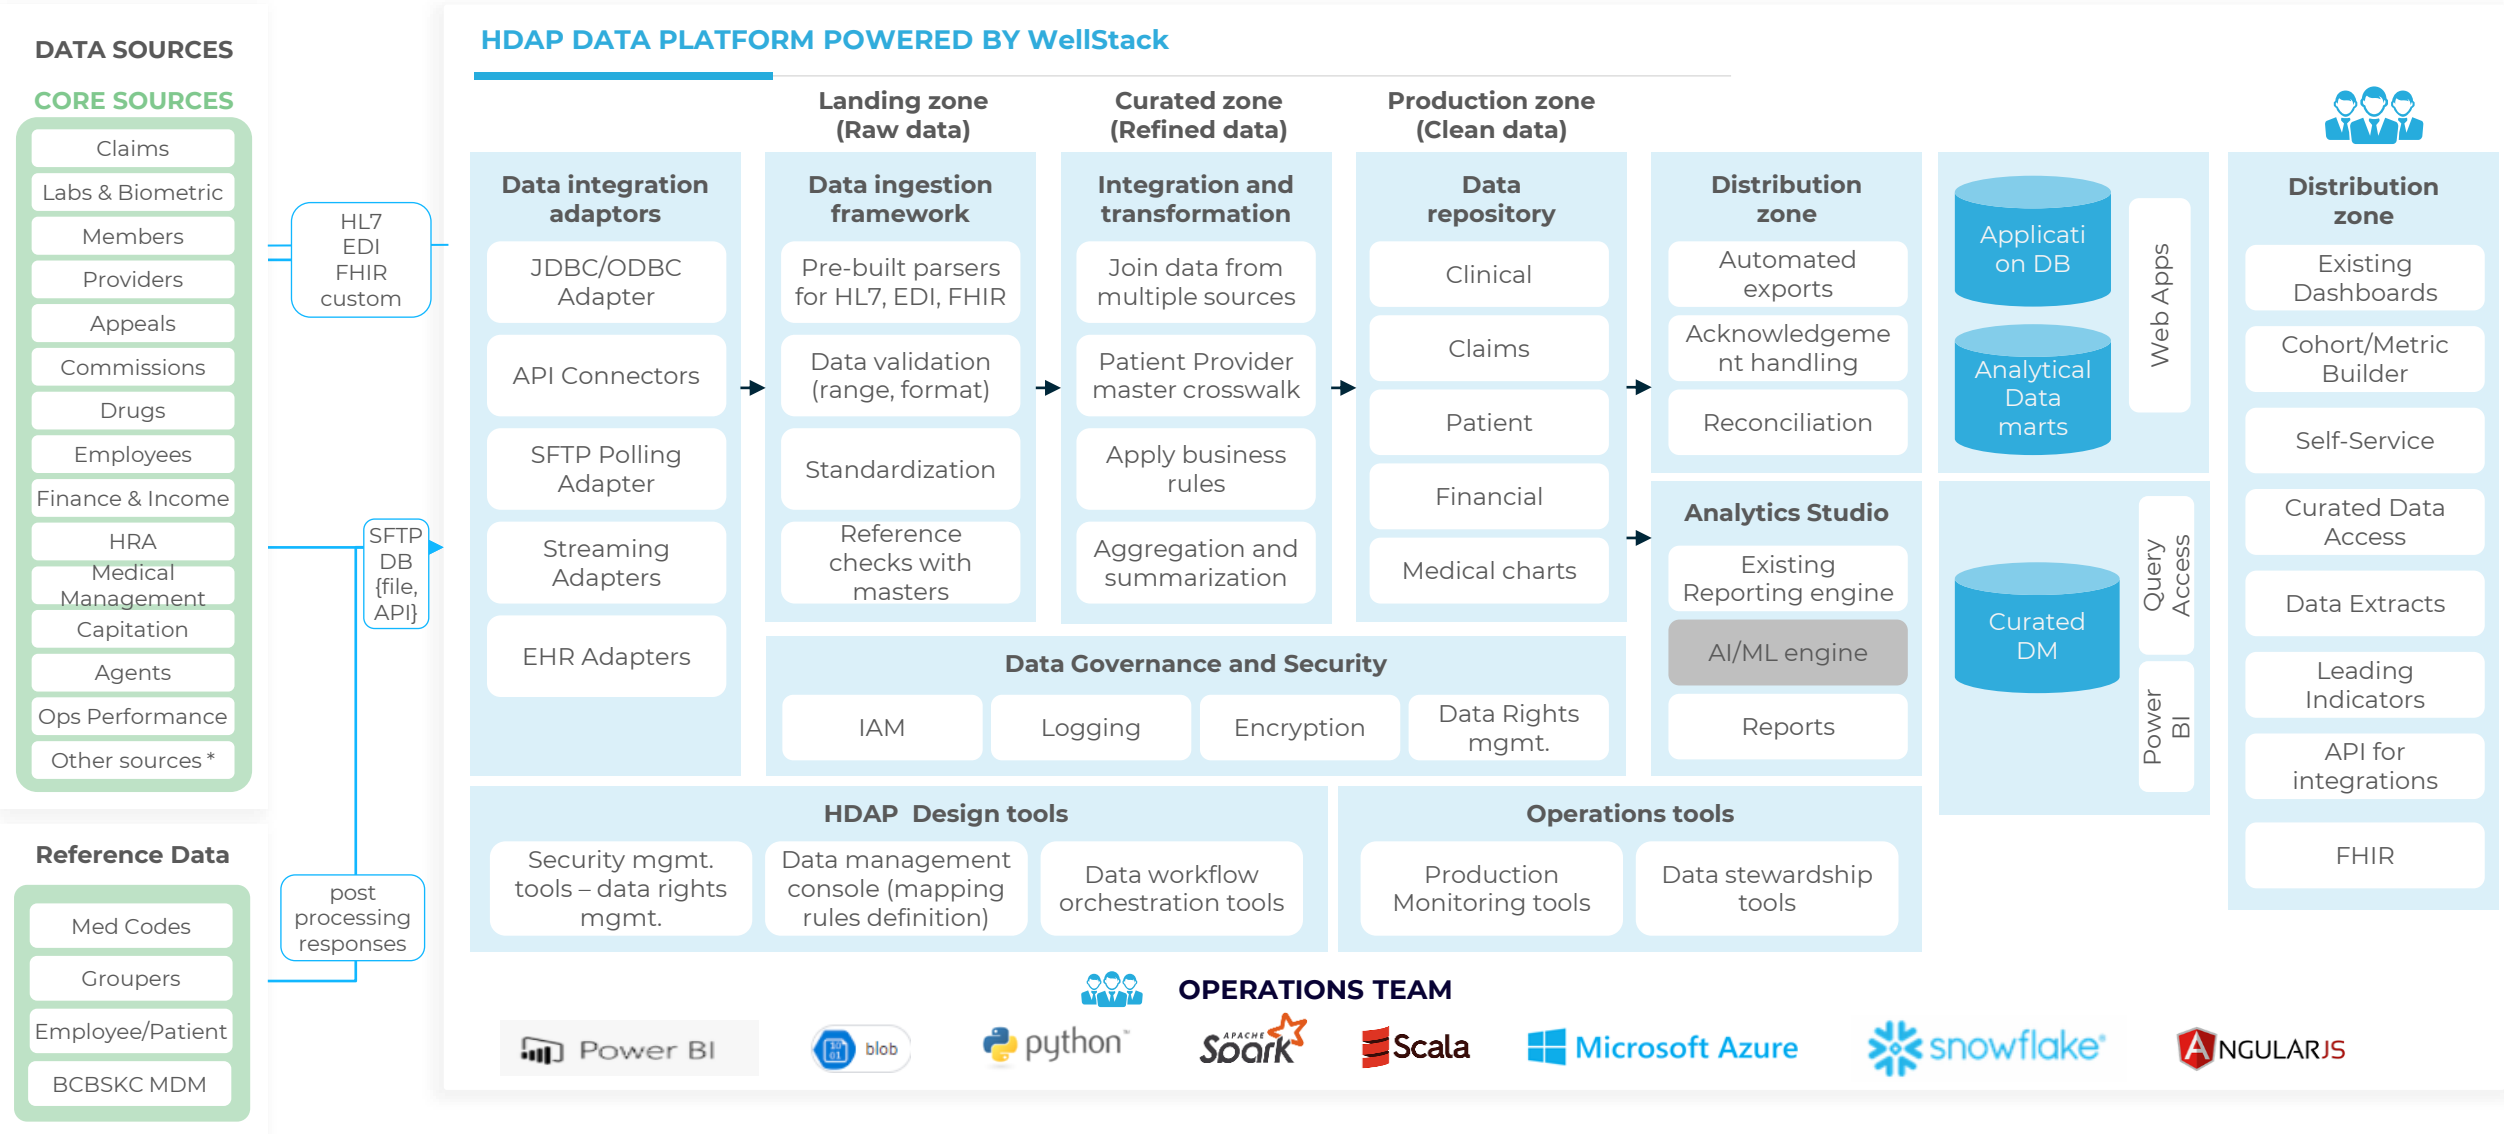 DATA SOURCES
CORE SOURCES
Claims
Labs & Biometric
Members
Providers
Appeals
Commissions
Drugs
Employees
Finance & Income
HRA
Medical
Management
Capitation
Agents
Ops Performance
Other sources *
Reference Data
Med Codes
Groupers
Employee/Patient
BCBSKC MDM
HL7
EDI
FHIR
custom
SFTP
DB
{file,
API}
post
processing
responses
HDAP DATA PLATFORM POWERED BY WellStack
Data integration
adaptors
JDBC/ODBC
Adapter
API Connectors
SFTP Polling
Adapter
Streaming
Adapters
EHR Adapters
Landing zone
(Raw data)
Data ingestion
framework
Pre-built parsers
for HL7, EDI, FHIR
Data validation
(range, format)
Standardization
Reference
checks with
masters
Curated zone
(Refined data)
Integration and
transformation
Join data from
multiple sources
Patient Provider
master crosswalk
Apply business
rules
Aggregation and
summarization
Production zone
(Clean data)
Data
repository
Clinical
Claims
Patient
Financial
Medical charts
Distribution
zone
Automated
exports
Acknowledgeme
nt handling
Reconciliation
Analytics Studio
Existing
Reporting engine
AI/ML engine
Reports
Applicati
on DB
Analytical
Data
marts
Web Apps
Curated
DM
Query
Access
Power
BI
Distribution
zone
Existing
Dashboards
Cohort/Metric
Builder
Self-Service
Curated Data
Access
Data Extracts
Leading
Indicators
API for
integrations
FHIR
Data Governance and Security
IAM
Logging
Encryption
Data Rights
mgmt.
HDAP  Design tools
Security mgmt.
tools – data rights
mgmt.
Data management
console (mapping
rules definition)
Data workflow
orchestration tools
Operations tools
Production
Monitoring tools
Data stewardship
tools
OPERATIONS TEAM
Power BI
10
01
blob
python™
APACHE
Spark
Scala
Microsoft Azure
snowflake®
ANGULARJS